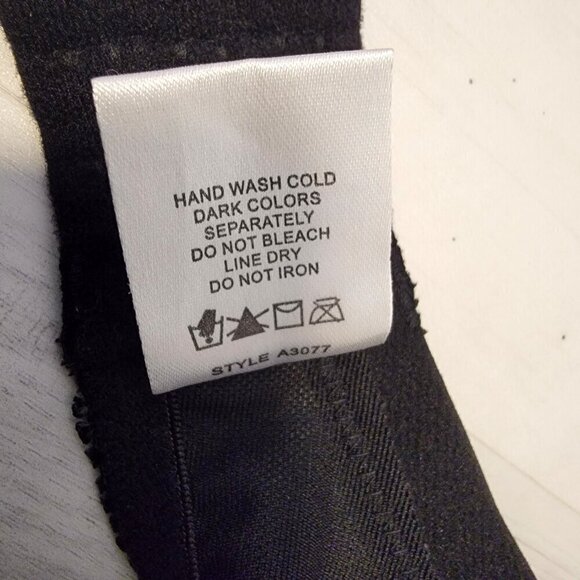 HAND WASH COLD
DARK COLORS
SEPARATELY
DO NOT BLEACH
LINE DRY
DO NOT IRON
STYLE A3077